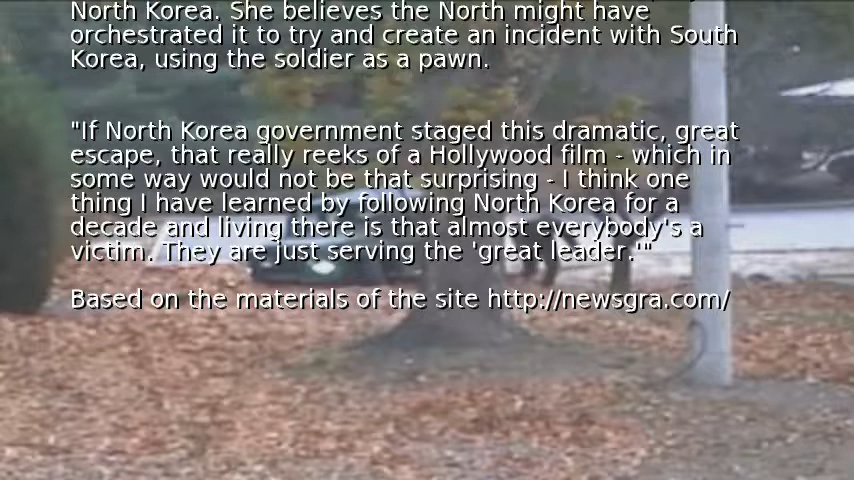 North Korea. She believes the North might have
orchestrated it to try and create an incident with South
Korea, using the soldier as a pawn.
"If North Korea government staged this dramatic, great
escape, that really reeks of a Hollywood film - which in
some way would not be that surprising - I think one
thing I have learned by following North Korea for a
decade and living there is that almost everybody's a
victim. They are just serving the 'great leader.'"
Based on the materials of the site http://newsgra.com/